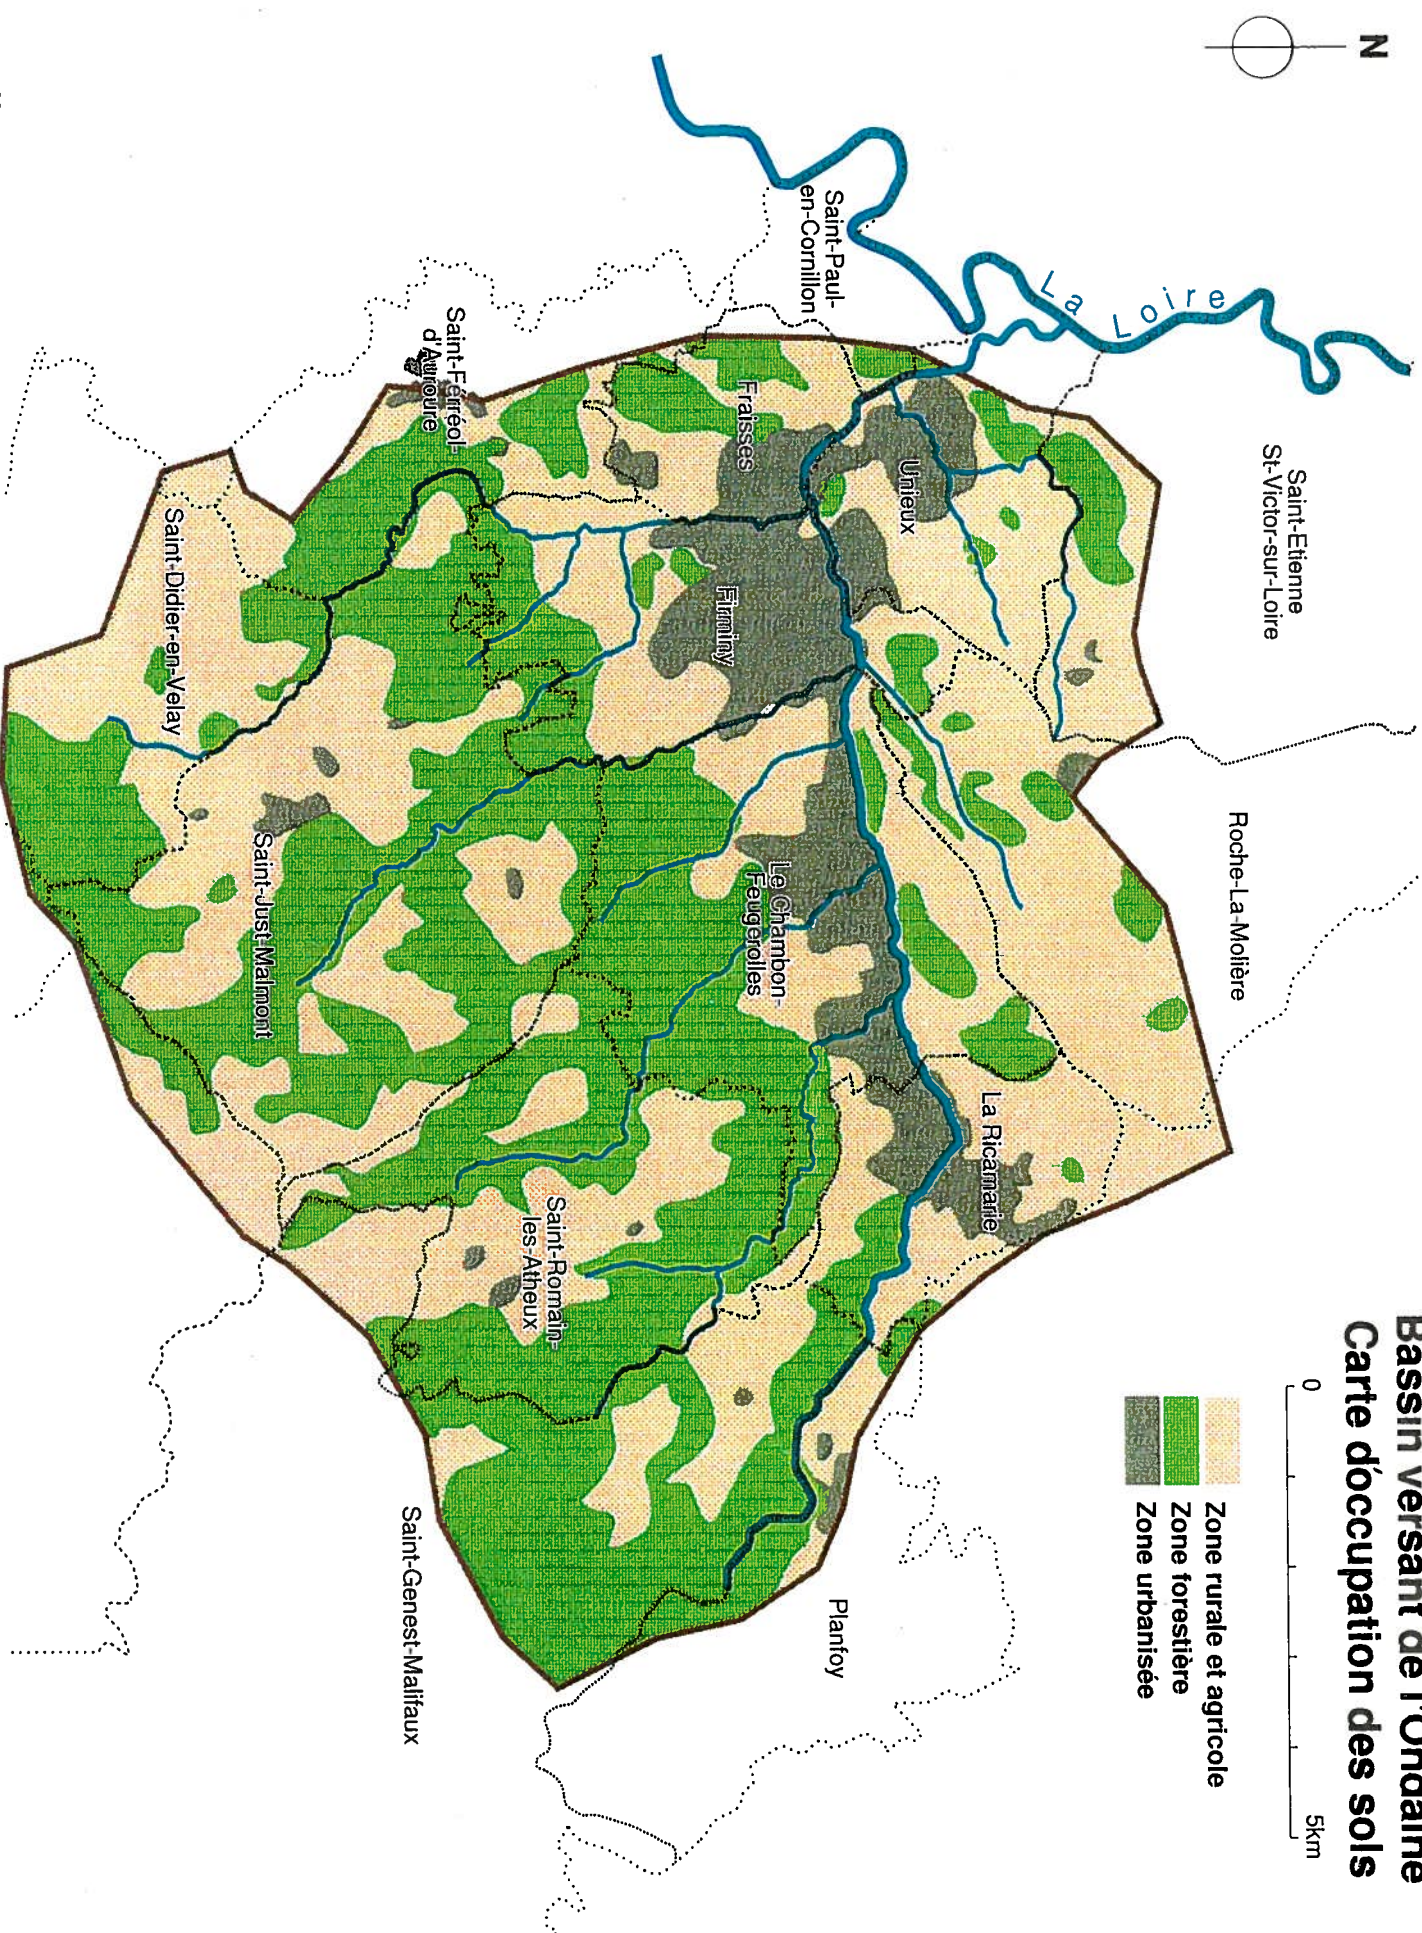 N
Bassin versant de l'Ondaine
Carte d'occupation des sols
0
5km
Zone rurale et agricole
Zone forestière
Zone urbanisée
La Loire
Saint-Etienne
St-Victor-sur-Loire
Roche-La-Molière
Saint-Paul-
en-Cornillon
Unieux
Fraisses
Firminy
Le Chambon-
Feugerolles
La Ricamarie
Planfoy
Saint-Ferréol-
d'Auroure
Saint-Romain-
les-Atheux
Saint-Didier-en-Velay
Saint-Just-Malmont
Saint-Genest-Malifaux